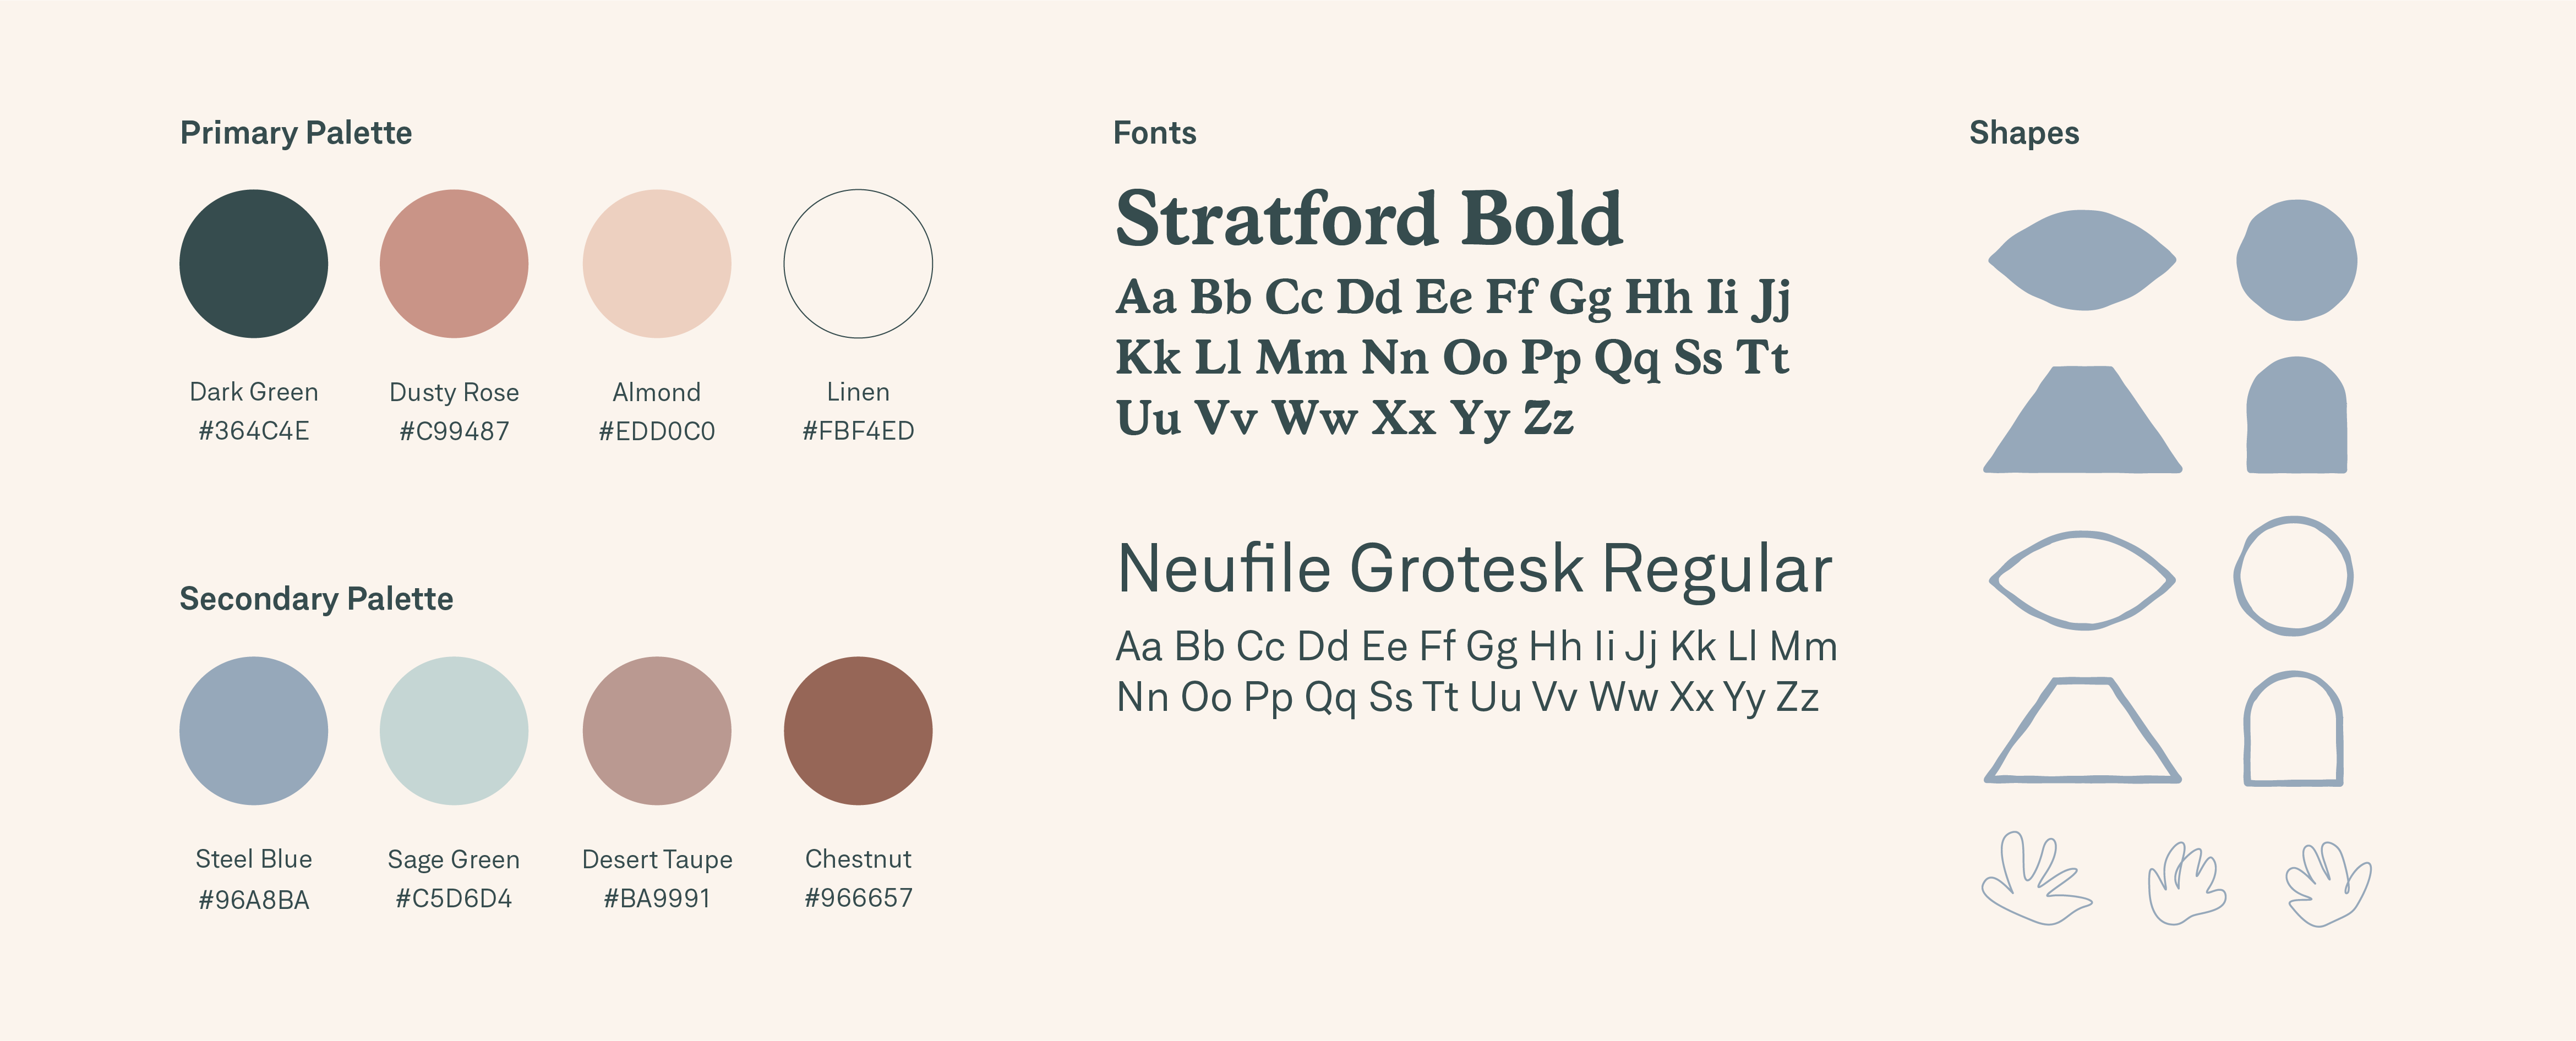 Primary Palette
Dark Green
#364C4E
Dusty Rose
#C99487
Almond
#EDD0C0
Linen
#FBF4ED
Secondary Palette
Steel Blue
#96A8BA
Sage Green
#C5D6D4
Desert Taupe
#BA9991
Chestnut
#966657
Fonts
Stratford Bold
Aa Bb Cc Dd Ee Ff Gg Hh Ii Jj
Kk Ll Mm Nn Oo Pp Qq Ss Tt
Uu Vv Ww Xx Yy Zz
Neufile Grotesk Regular
Aa Bb Cc Dd Ee Ff Gg Hh Ii Jj Kk Ll Mm
Nn Oo Pp Qq Ss Tt Uu Vv Ww Xx Yy Zz
Shapes